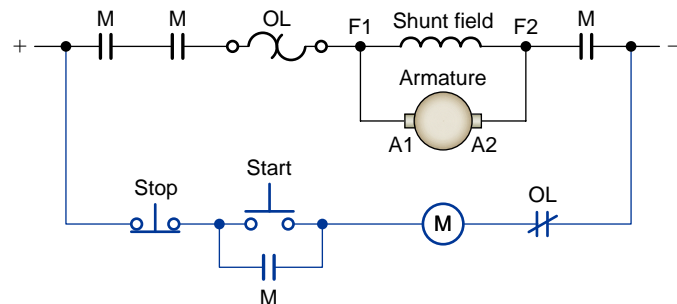 M M OL F1 Shunt field F2 M
+ −
Armature
A1 A2
Stop Start OL
M
M